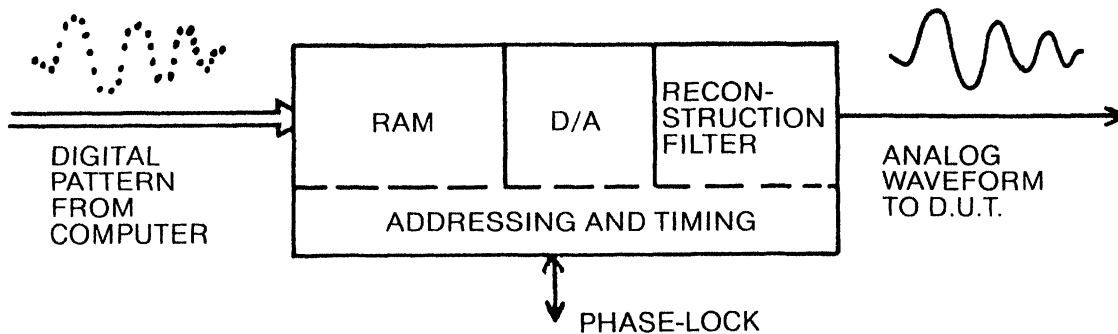 RAM
D/A
RECON-
STRUCTION
FILTER
DIGITAL
PATTERN
FROM
COMPUTER
ANALOG
WAVEFORM
TO D.U.T.
ADDRESSING AND TIMING
PHASE-LOCK